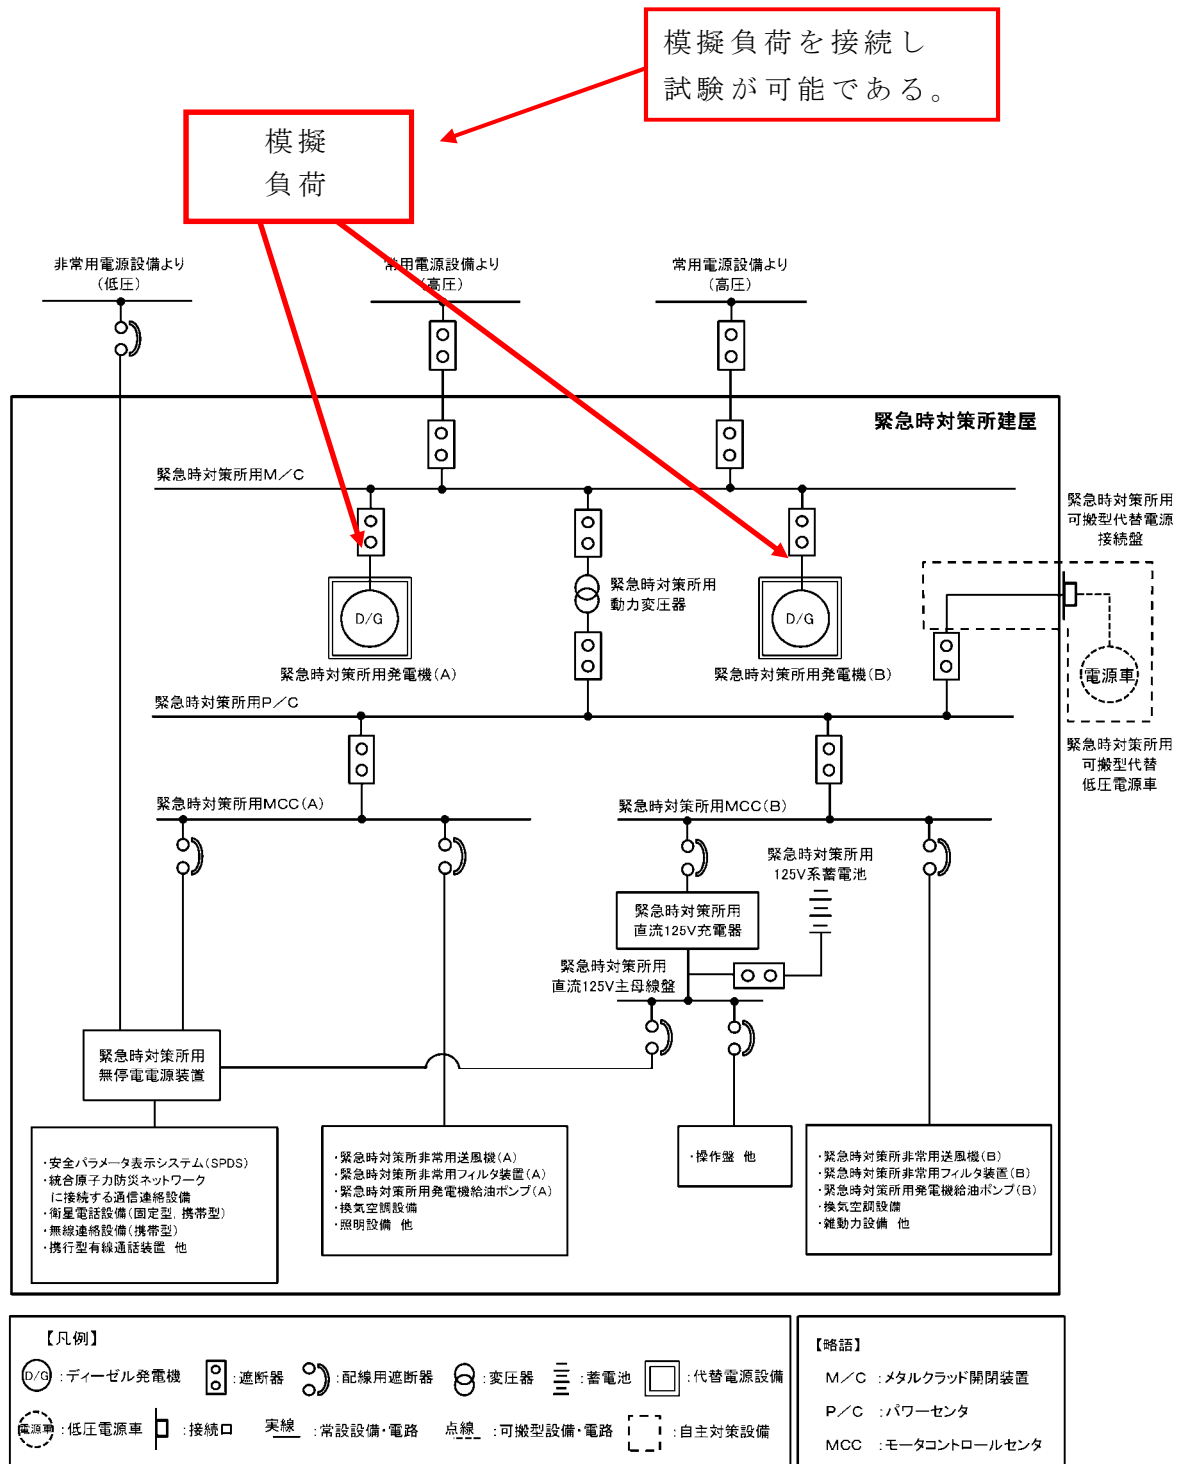 模擬負荷を接続し
試験が可能である。
模擬
負荷
非常用電源設備より
(低圧)
常用電源設備より
(高圧)
常用電源設備より
(高圧)
緊急時対策所建屋
緊急時対策所用M／C
緊急時対策所用
可搬型代替電源
接続盤
緊急時対策所用
動力変圧器
D/G
D/G
緊急時対策所用発電機(A)
緊急時対策所用発電機(B)
電源車
緊急時対策所用P／C
緊急時対策所用
可搬型代替
低圧電源車
緊急時対策所用MCC(A)
緊急時対策所用MCC(B)
緊急時対策所用
125V系蓄電池
緊急時対策所用
直流125V充電器
緊急時対策所用
直流125V主母線盤
緊急時対策所用
無停電電源装置
・安全パラメータ表示システム(SPDS)
・統合原子力防災ネットワーク
に接続する通信連絡設備
・衛星電話設備(固定型，携帯型)
・無線連絡設備(携帯型)
・携行型有線通話装置 他
・緊急時対策所非常用送風機(A)
・緊急時対策所非常用フィルタ装置(A)
・緊急時対策所用発電機給油ポンプ(A)
・換気空調設備
・照明設備 他
・操作盤 他
・緊急時対策所非常用送風機(B)
・緊急時対策所非常用フィルタ装置(B)
・緊急時対策所用発電機給油ポンプ(B)
・換気空調設備
・雑動力設備 他
【凡例】
D/G :ディーゼル発電機 :遮断器 :配線用遮断器 :変圧器 :蓄電池 :代替電源設備
電源車 :低圧電源車 :接続口 実線 :常設設備・電路 点線 :可搬型設備・電路 :自主対策設備
【略語】
M／C :メタルクラッド開閉装置
P／C :パワーセンタ
MCC :モータコントロールセンタ